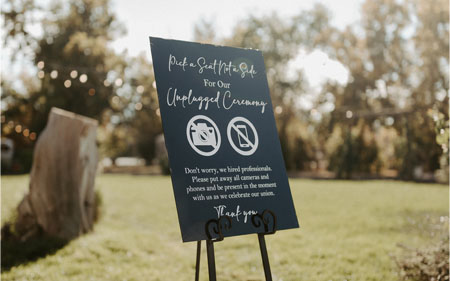 Pick a Seat Not a Side
For Our
Unplugged Ceremony
Don't worry, we hired professionals.
Please put away all cameras and
phones and be present in the moment
with us as we celebrate our union.
Thank you